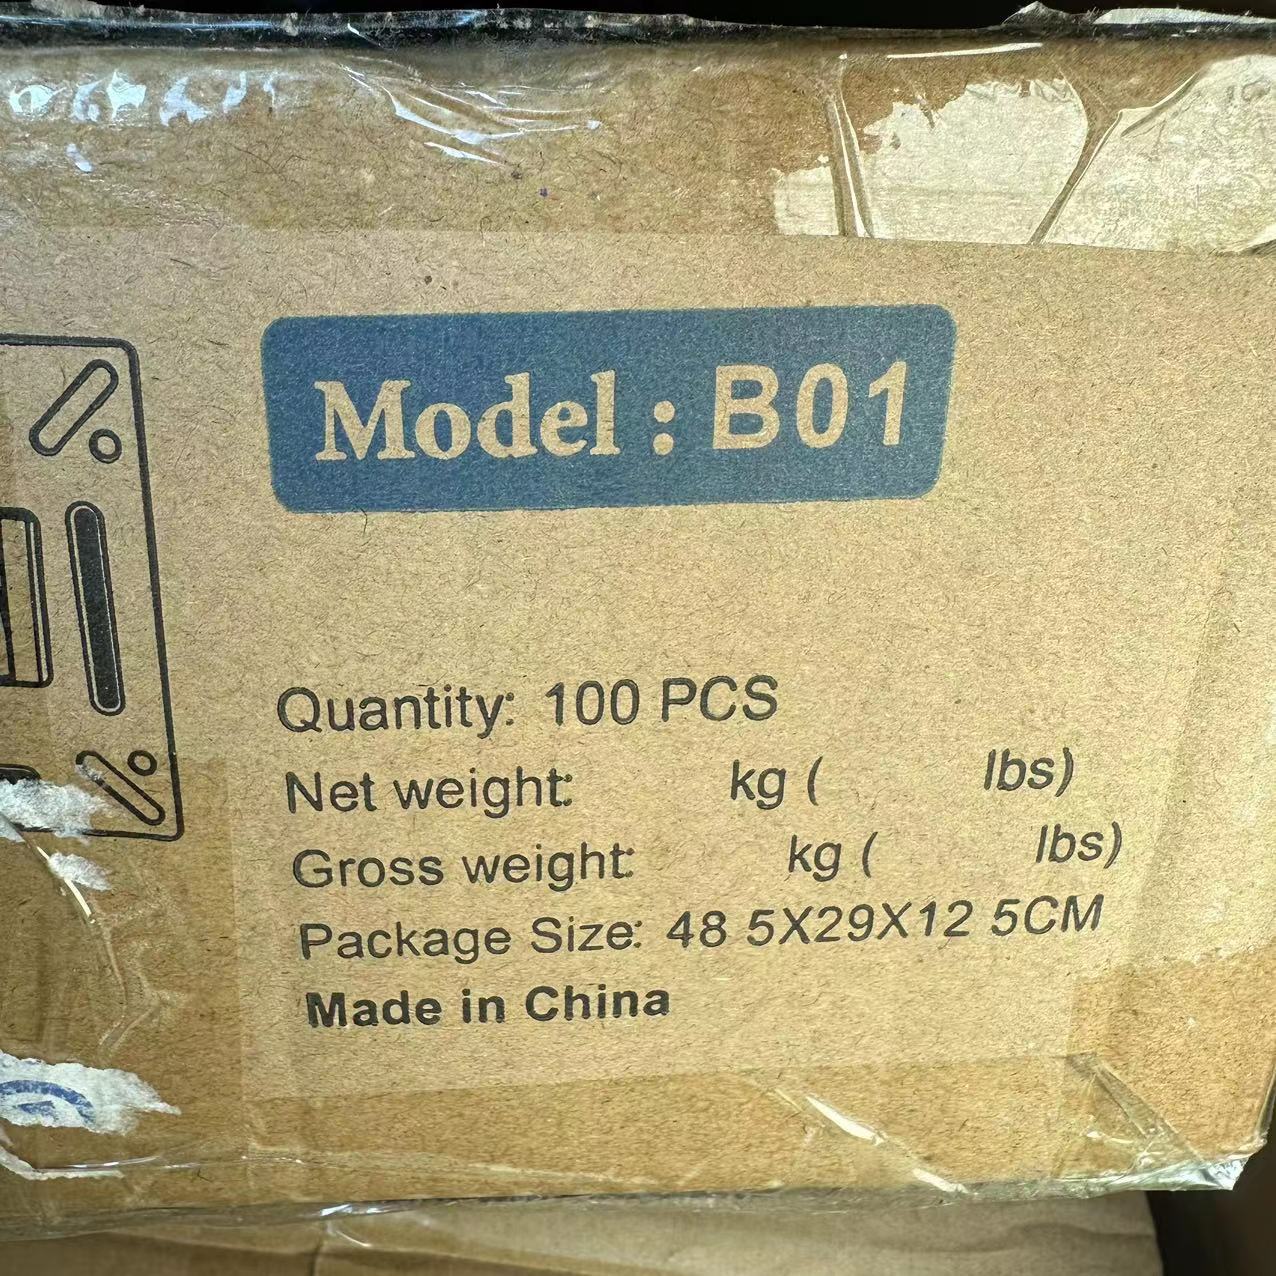 Model : B01
Quantity: 100 PCS
Net weight: kg ( lbs)
Gross weight: kg ( lbs)
Package Size: 48 5X29X12 5CM
Made in China